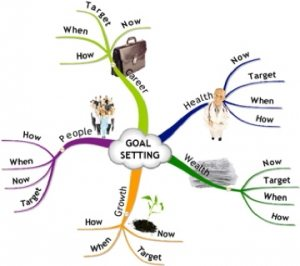 GOAL
SETTING
Career
Target
Now
When
How
Health
Now
Target
When
How
Wealth
Now
Target
When
How
Growth
How
Now
When
Target
People
How
When
Now
Target